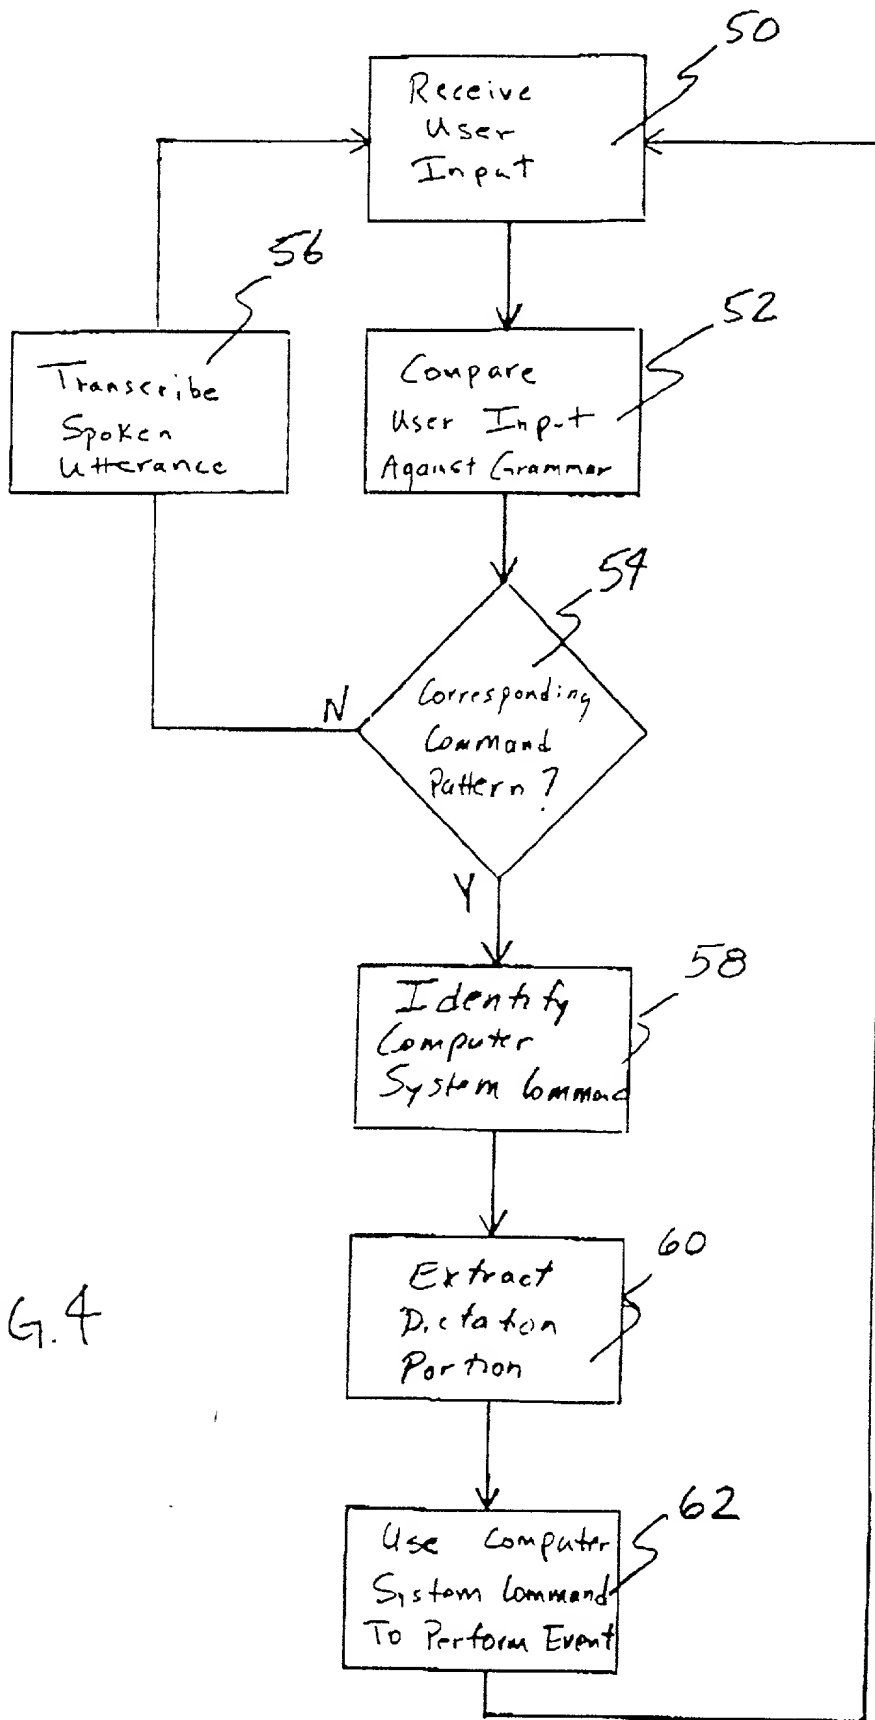 50
Receive
User
Input
56
Transcribe
Spoken
Utterance
52
Compare
User Input
Against Grammar
54
Corresponding
Command
Pattern?
N
Y
58
Identify
Computer
System Command
60
Extract
Dictation
Portion
G.4
62
Use Computer
System Command
To Perform Event